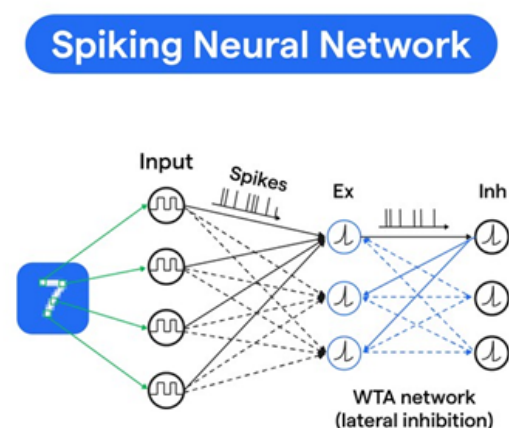 Spiking Neural Network
Input
Spikes
Ex
Inh
7
WTA network
(lateral inhibition)